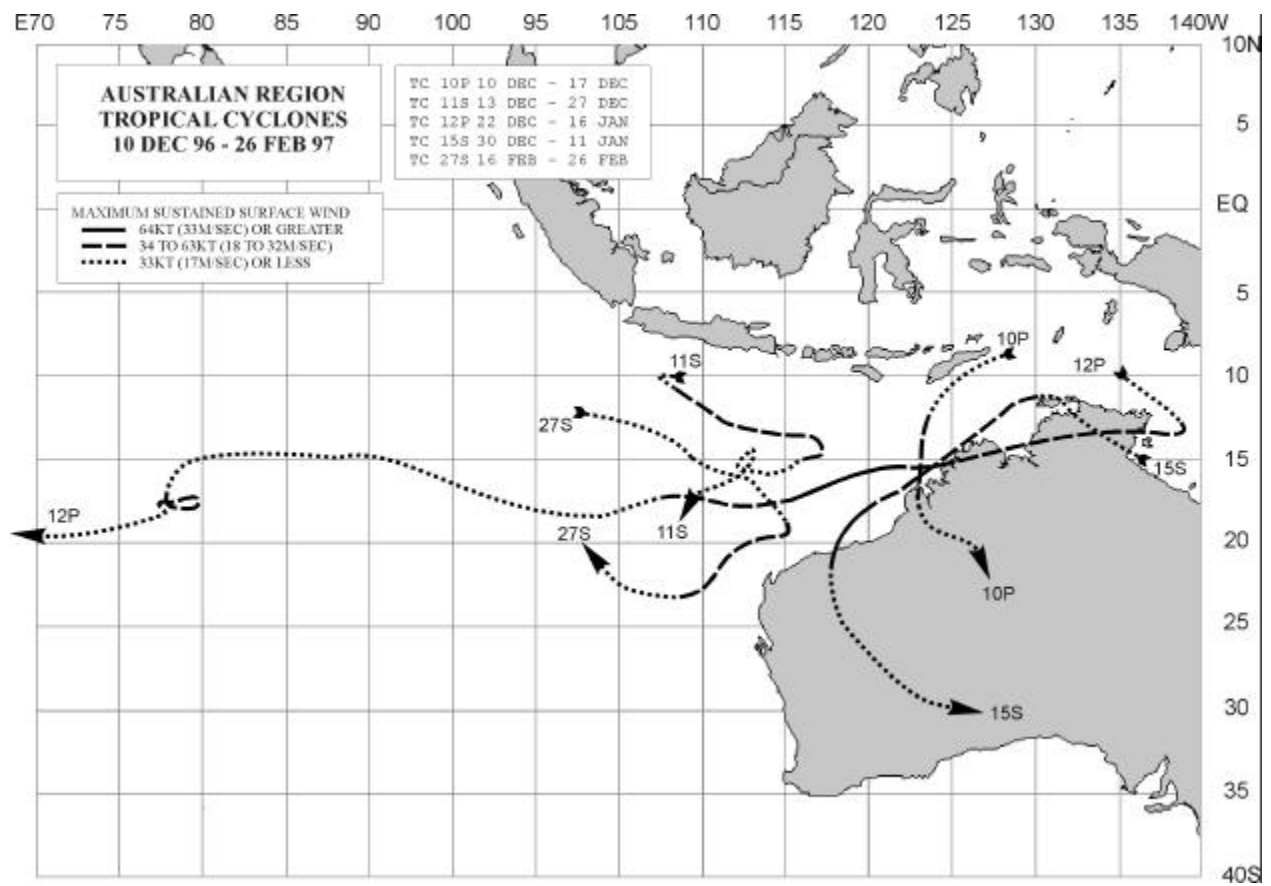 E70 75 80 85 90 95 100 105 110 115 120 125 130 135 140W
10N
AUSTRALIAN REGION
TROPICAL CYCLONES
10 DEC 96 - 26 FEB 97
TC 10P 10 DEC - 17 DEC
TC 11S 13 DEC - 27 DEC
TC 12P 22 DEC - 16 JAN
TC 15S 30 DEC - 11 JAN
TC 27S 16 FEB - 26 FEB
5
MAXIMUM SUSTAINED SURFACE WIND
64KT (33M/SEC) OR GREATER
34 TO 63KT (18 TO 32M/SEC)
33KT (17M/SEC) OR LESS
EQ
5
10P
11S
12P
10
27S
15
15S
12P
11S
27S
20
10P
25
30
15S
35
40S